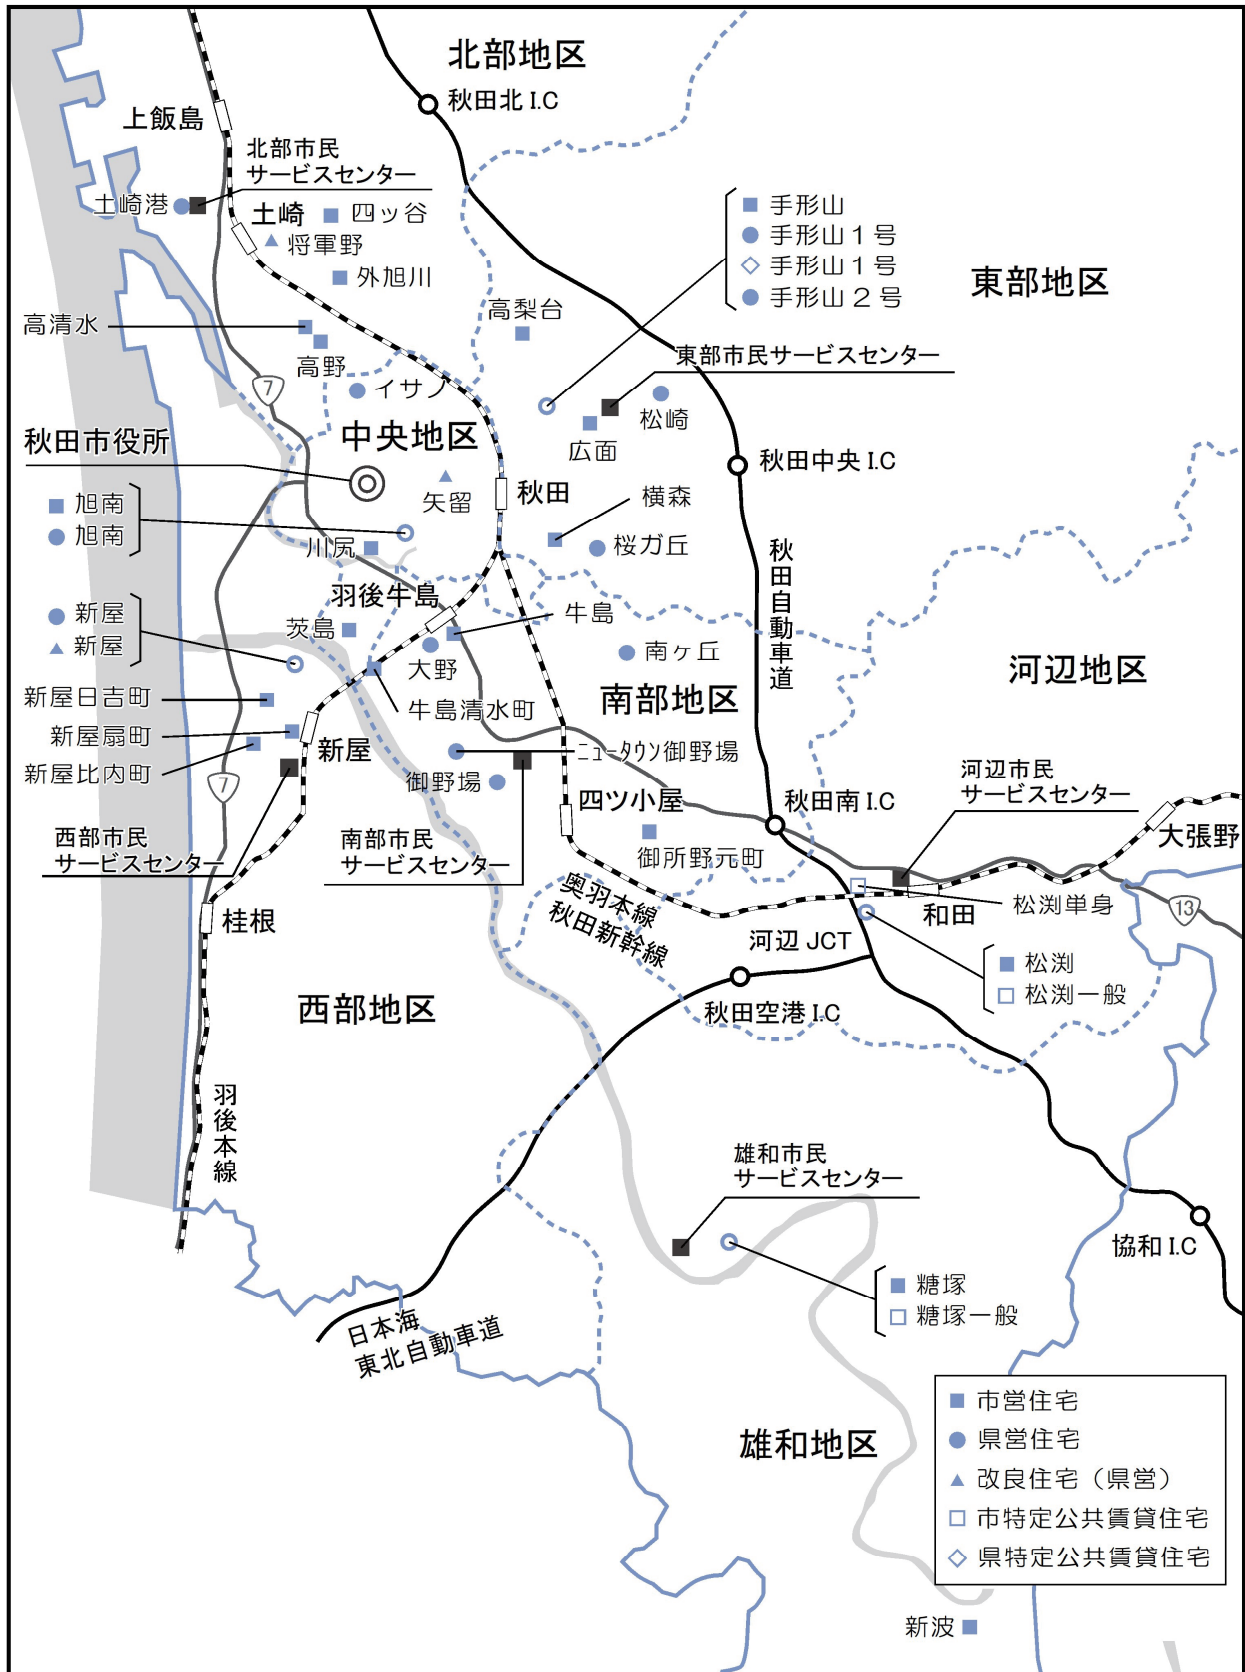 北部地区
秋田北 I.C
上飯島
北部市民
サービスセンター
土崎港
土崎
四ッ谷
将軍野
外旭川
手形山
手形山１号
手形山１号
手形山２号
東部地区
高清水
高野
高梨台
東部市民サービスセンター
7
イサノ
松崎
広面
中央地区
秋田市役所
秋田中央 I.C
矢留
秋田
横森
旭南
旭南
川尻
桜ガ丘
秋田自動車道
羽後牛島
新屋
新屋
茨島
牛島
大野
南ヶ丘
河辺地区
南部地区
新屋日吉町
牛島清水町
新屋扇町
新屋
ﾆｭｰﾀｳﾝ御野場
新屋比内町
7
御野場
河辺市民
サービスセンター
四ツ小屋
秋田南 I.C
西部市民
サービスセンター
南部市民
サービスセンター
御所野元町
大張野
奥羽本線
秋田新幹線
松渕単身
和田
13
桂根
河辺 JCT
松渕
松渕一般
西部地区
秋田空港 I.C
羽後本線
雄和市民
サービスセンター
協和 I.C
糖塚
糖塚一般
日本海
東北自動車道
雄和地区
市営住宅
県営住宅
改良住宅（県営）
市特定公共賃貸住宅
県特定公共賃貸住宅
新波